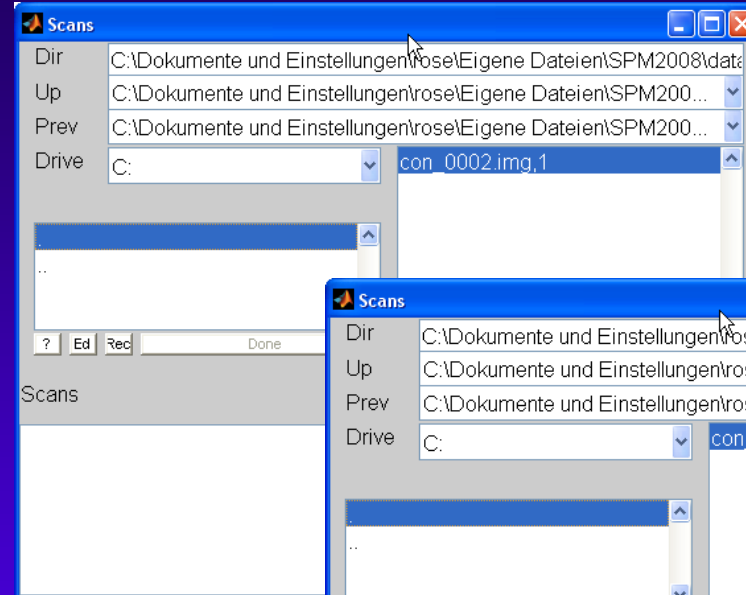 Scans
Dir C:\Dokumente und Einstellungen\rose\Eigene Dateien\SPM2008\data
Up C:\Dokumente und Einstellungen\rose\Eigene Dateien\SPM200...
Prev C:\Dokumente und Einstellungen\rose\Eigene Dateien\SPM200...
Drive C: con_0002.img,1
.
..
? Ed Rec Done
Scans
Scans
Dir C:\Dokumente und Einstellungen\ros
Up C:\Dokumente und Einstellungen\ros
Prev C:\Dokumente und Einstellungen\ros
Drive C: con
.
..